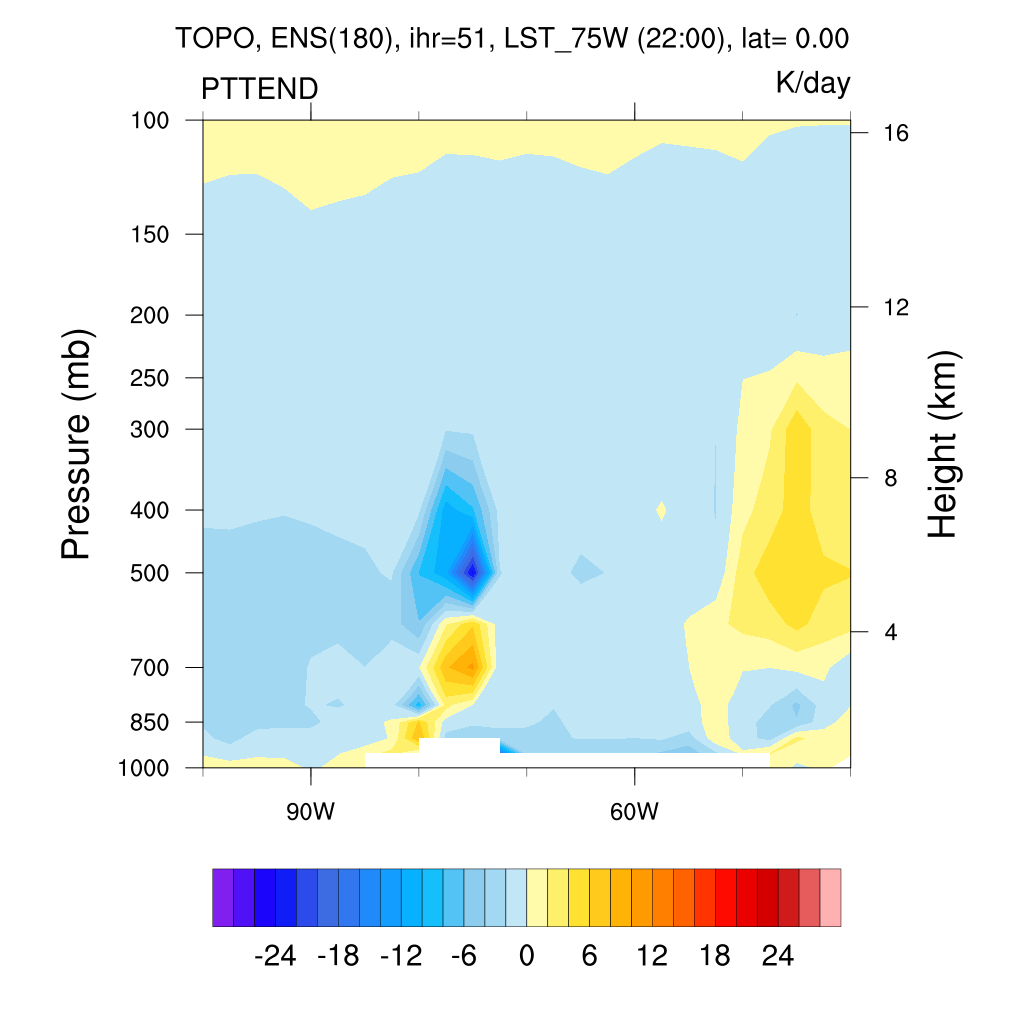 TOPO, ENS(180), ihr=51, LST_75W (22:00), lat= 0.00
PTTEND
K/day
100
150
200
250
300
400
500
700
850
1000
Pressure (mb)
16
12
8
4
Height (km)
90W
60W
-24 -18 -12 -6 0 6 12 18 24